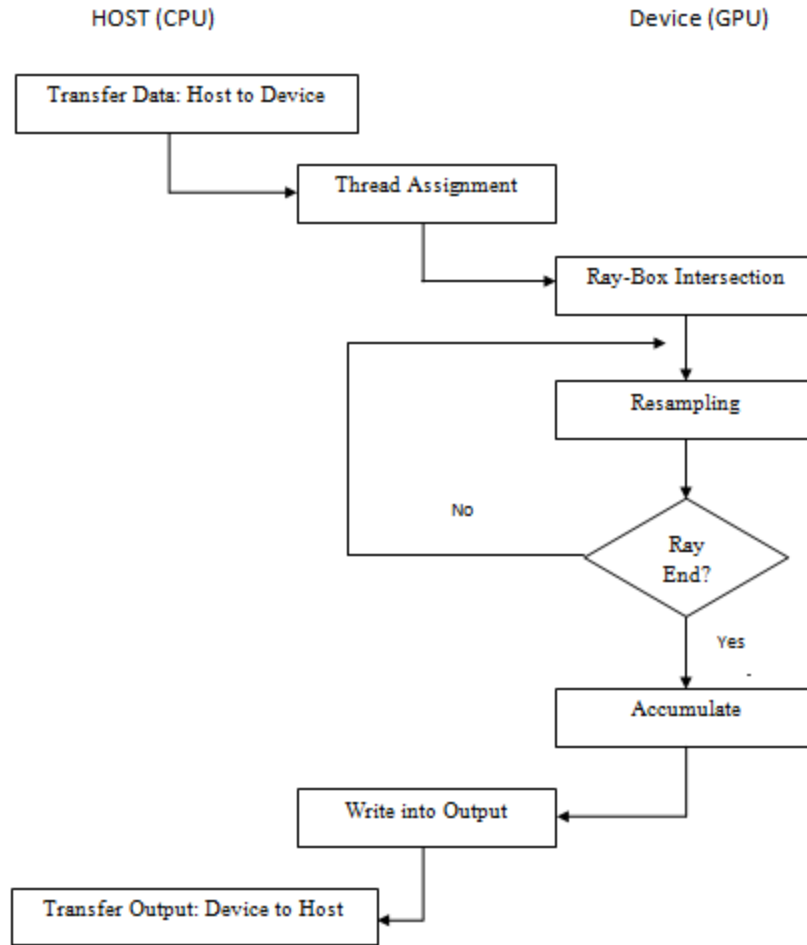 HOST (CPU)
Device (GPU)
Transfer Data: Host to Device
Thread Assignment
Ray-Box Intersection
Resampling
No
Ray
End?
Yes
-
Accumulate
Write into Output
Transfer Output: Device to Host